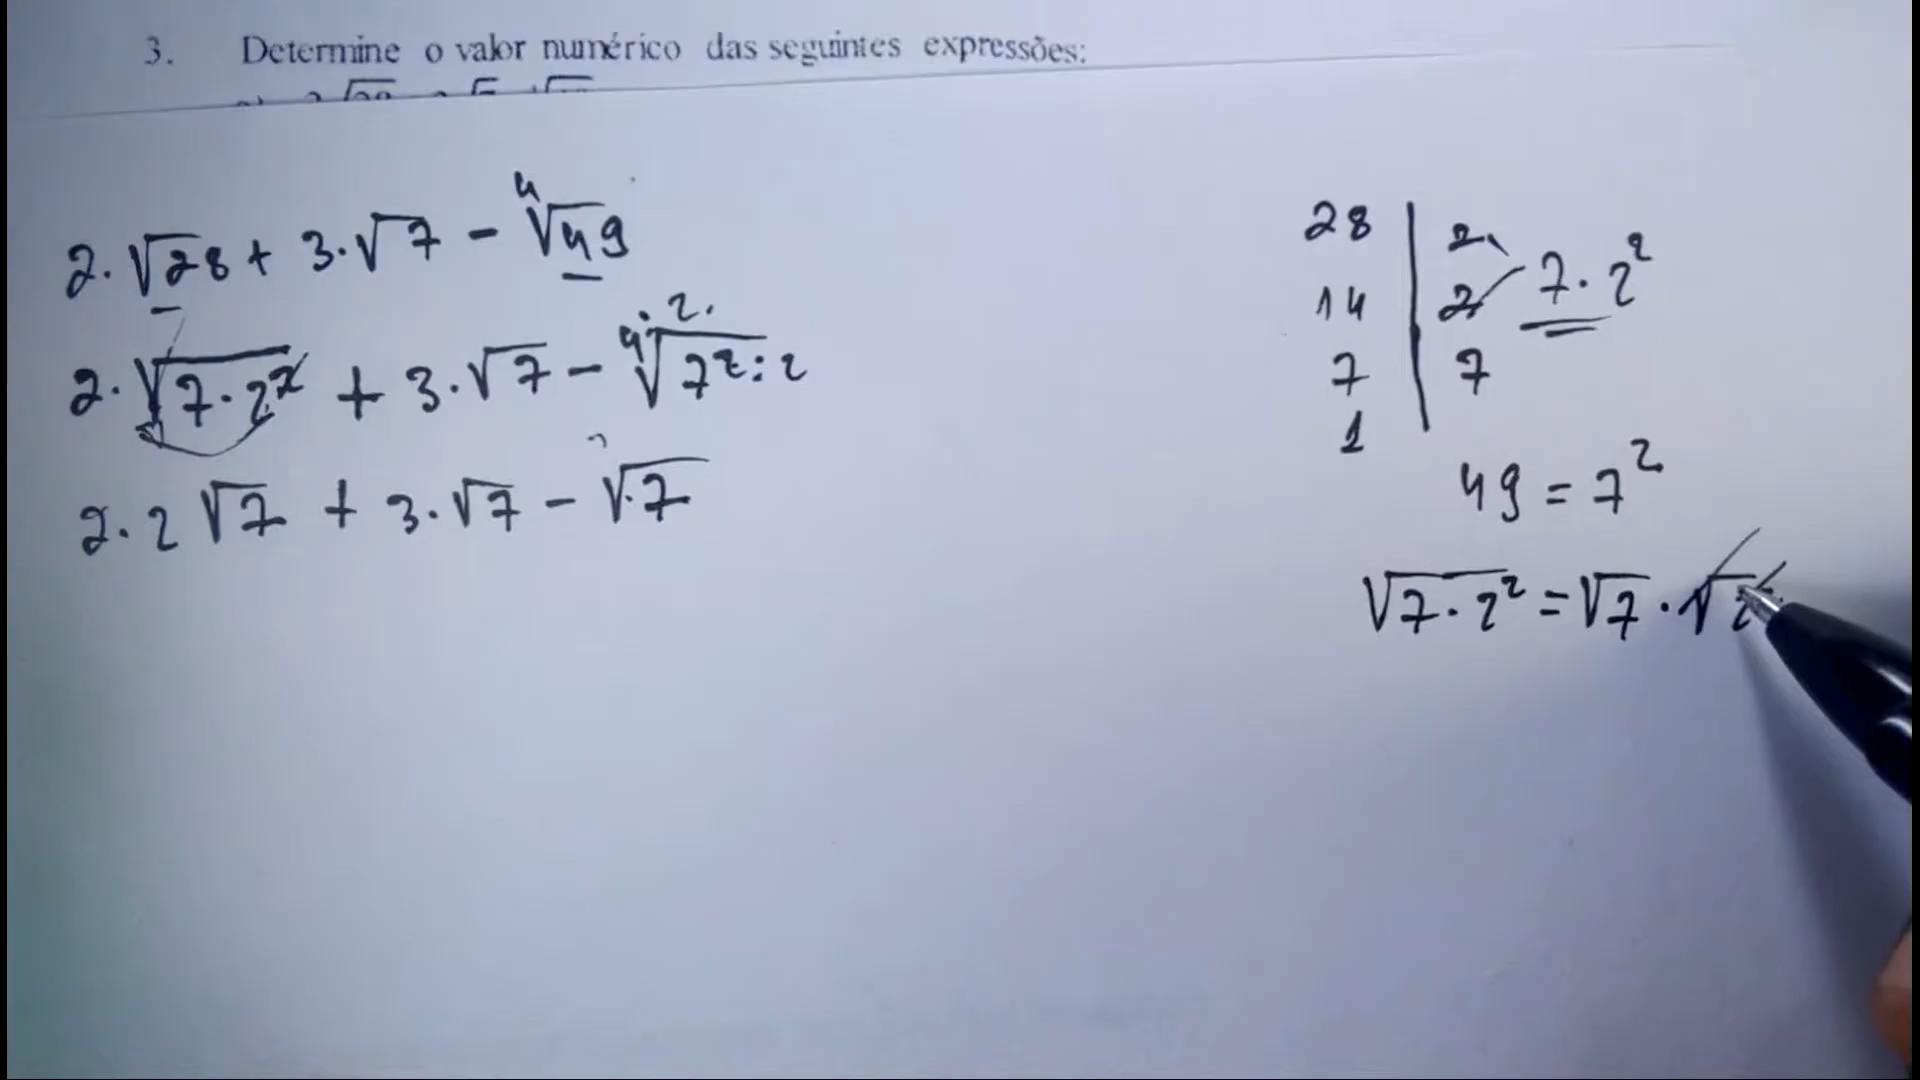 3. Determine o valor numérico das seguintes expressões:
2.√28 + 3.√7 - ⁴√49
2.√7.2² + 3.√7 - ⁴:²√7²:²
2.2√7 + 3.√7 - √7
28 | 2
14 | 2
7 | 7
1
7.2²
49 = 7²
√7.2² = √7.√2